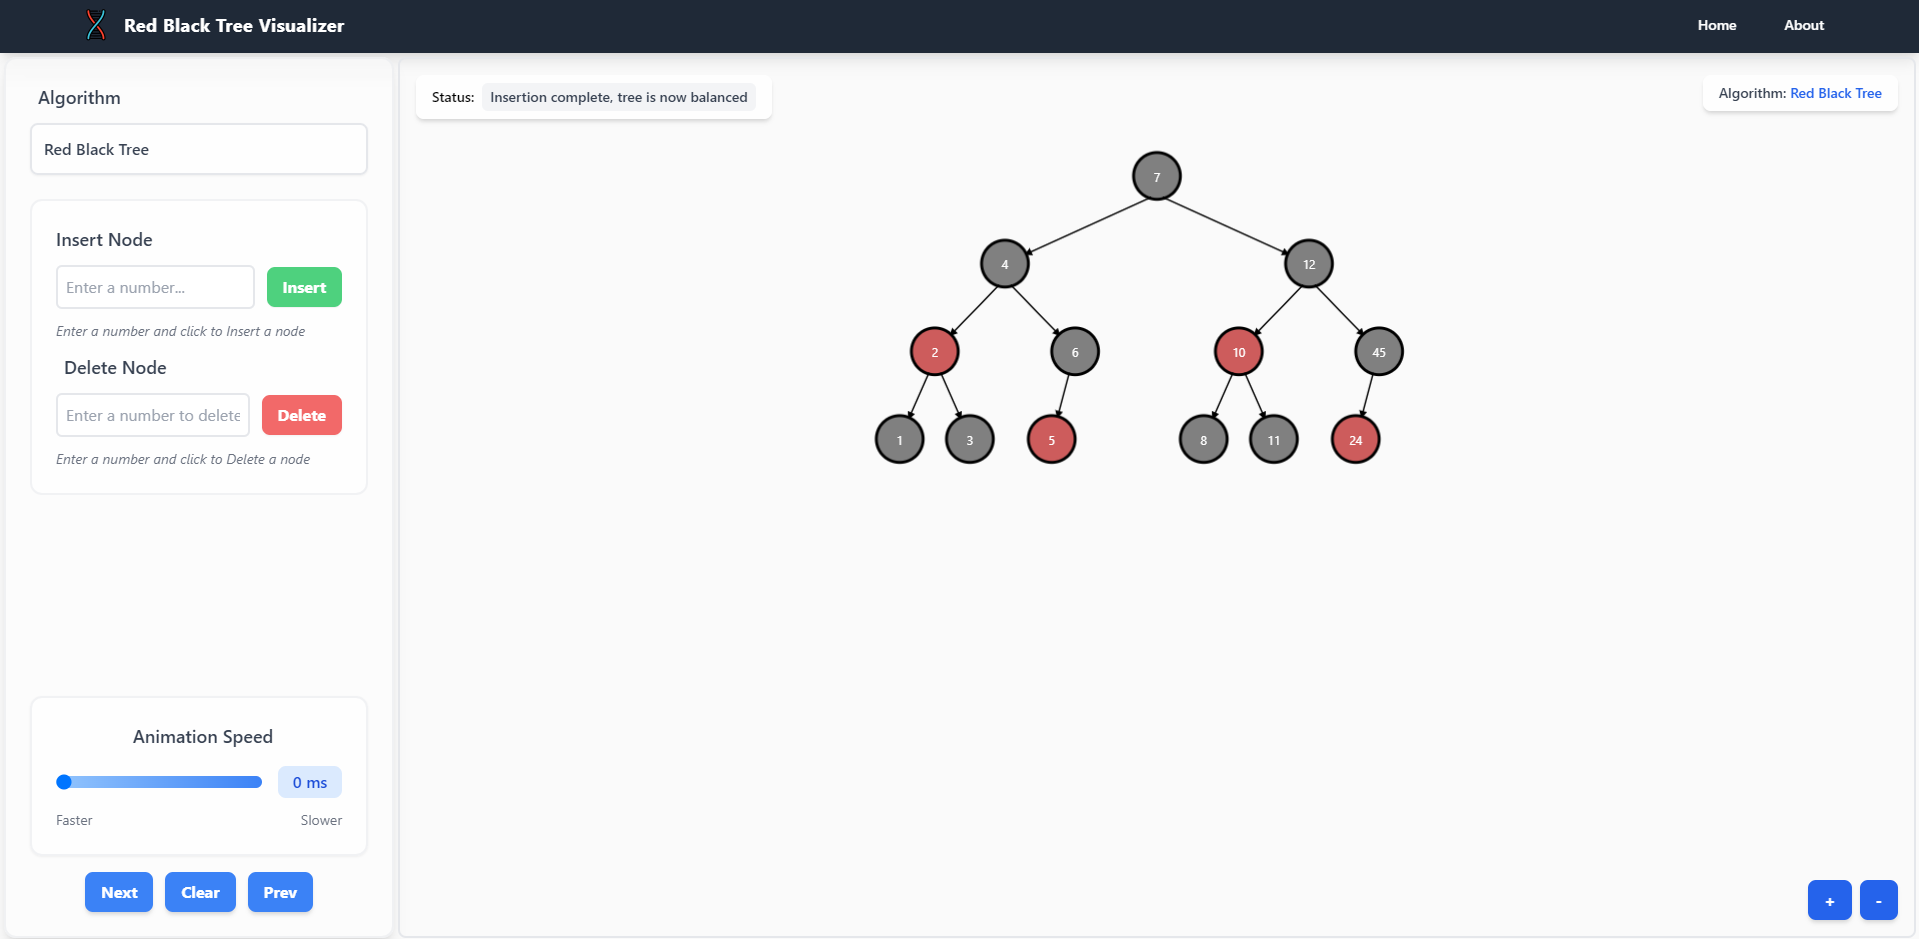 Red Black Tree Visualizer
Home
About
Algorithm
Red Black Tree
Insert Node
Enter a number...
Insert
Enter a number and click to Insert a node
Delete Node
Enter a number to delete
Delete
Enter a number and click to Delete a node
Animation Speed
0 ms
Faster
Slower
Next
Clear
Prev
Status: Insertion complete, tree is now balanced
Algorithm: Red Black Tree
7
4
12
2
6
10
45
1
3
5
8
11
24
+
-